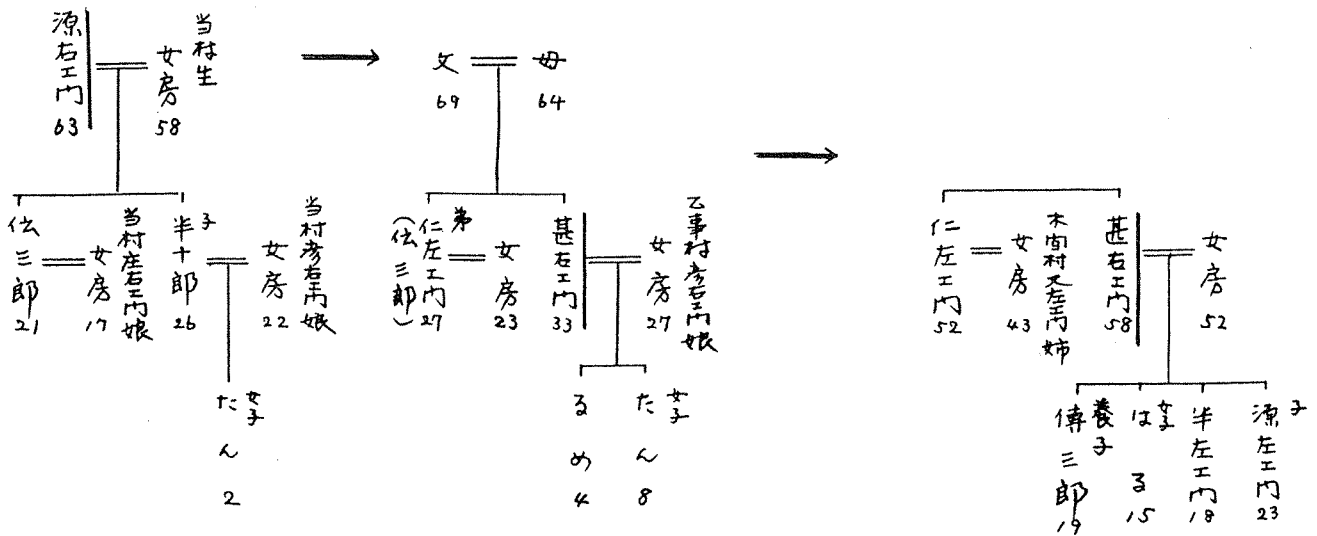 源右エ門
63
当村生
女房
58
伝三郎
21
当村庄右エ門娘
女房
17
子
半十郎
26
当村彦右エ門娘
女房
22
女子
たん
2
父
69
母
64
弟
仁左エ門
(伝三郎)
27
女房
23
甚右エ門
33
乙事村彦右エ門娘
女房
27
るめ
4
女子
たん
8
仁左エ門
52
木間村又左エ門姉
女房
43
甚右エ門
58
女房
52
養子
傳三郎
19
女子
はる
15
半左エ門
18
子
源左エ門
23